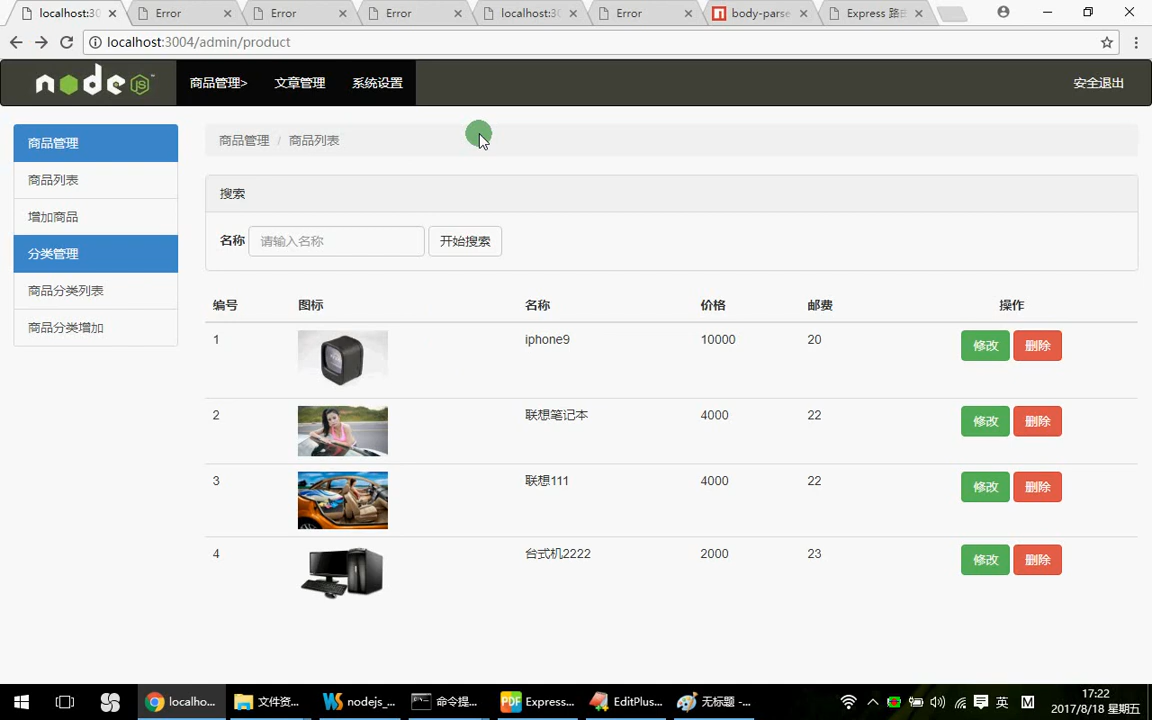 localhost:30 Error Error Error localhost:30 Error body-parse Express 路由
localhost:3004/admin/product
node JS 商品管理> 文章管理 系统设置 安全退出
商品管理
商品列表
增加商品
分类管理
商品分类列表
商品分类增加
商品管理 / 商品列表
搜索
名称 请输入名称 开始搜索
编号 图标 名称 价格 邮费 操作
1 iphone9 10000 20 修改 删除
2 联想笔记本 4000 22 修改 删除
3 联想111 4000 22 修改 删除
4 台式机2222 2000 23 修改 删除
localho... 文件资... nodejs_... 命令提... PDF Express... EditPlus... 无标题 -... 英 M
17:22
2017/8/18 星期五